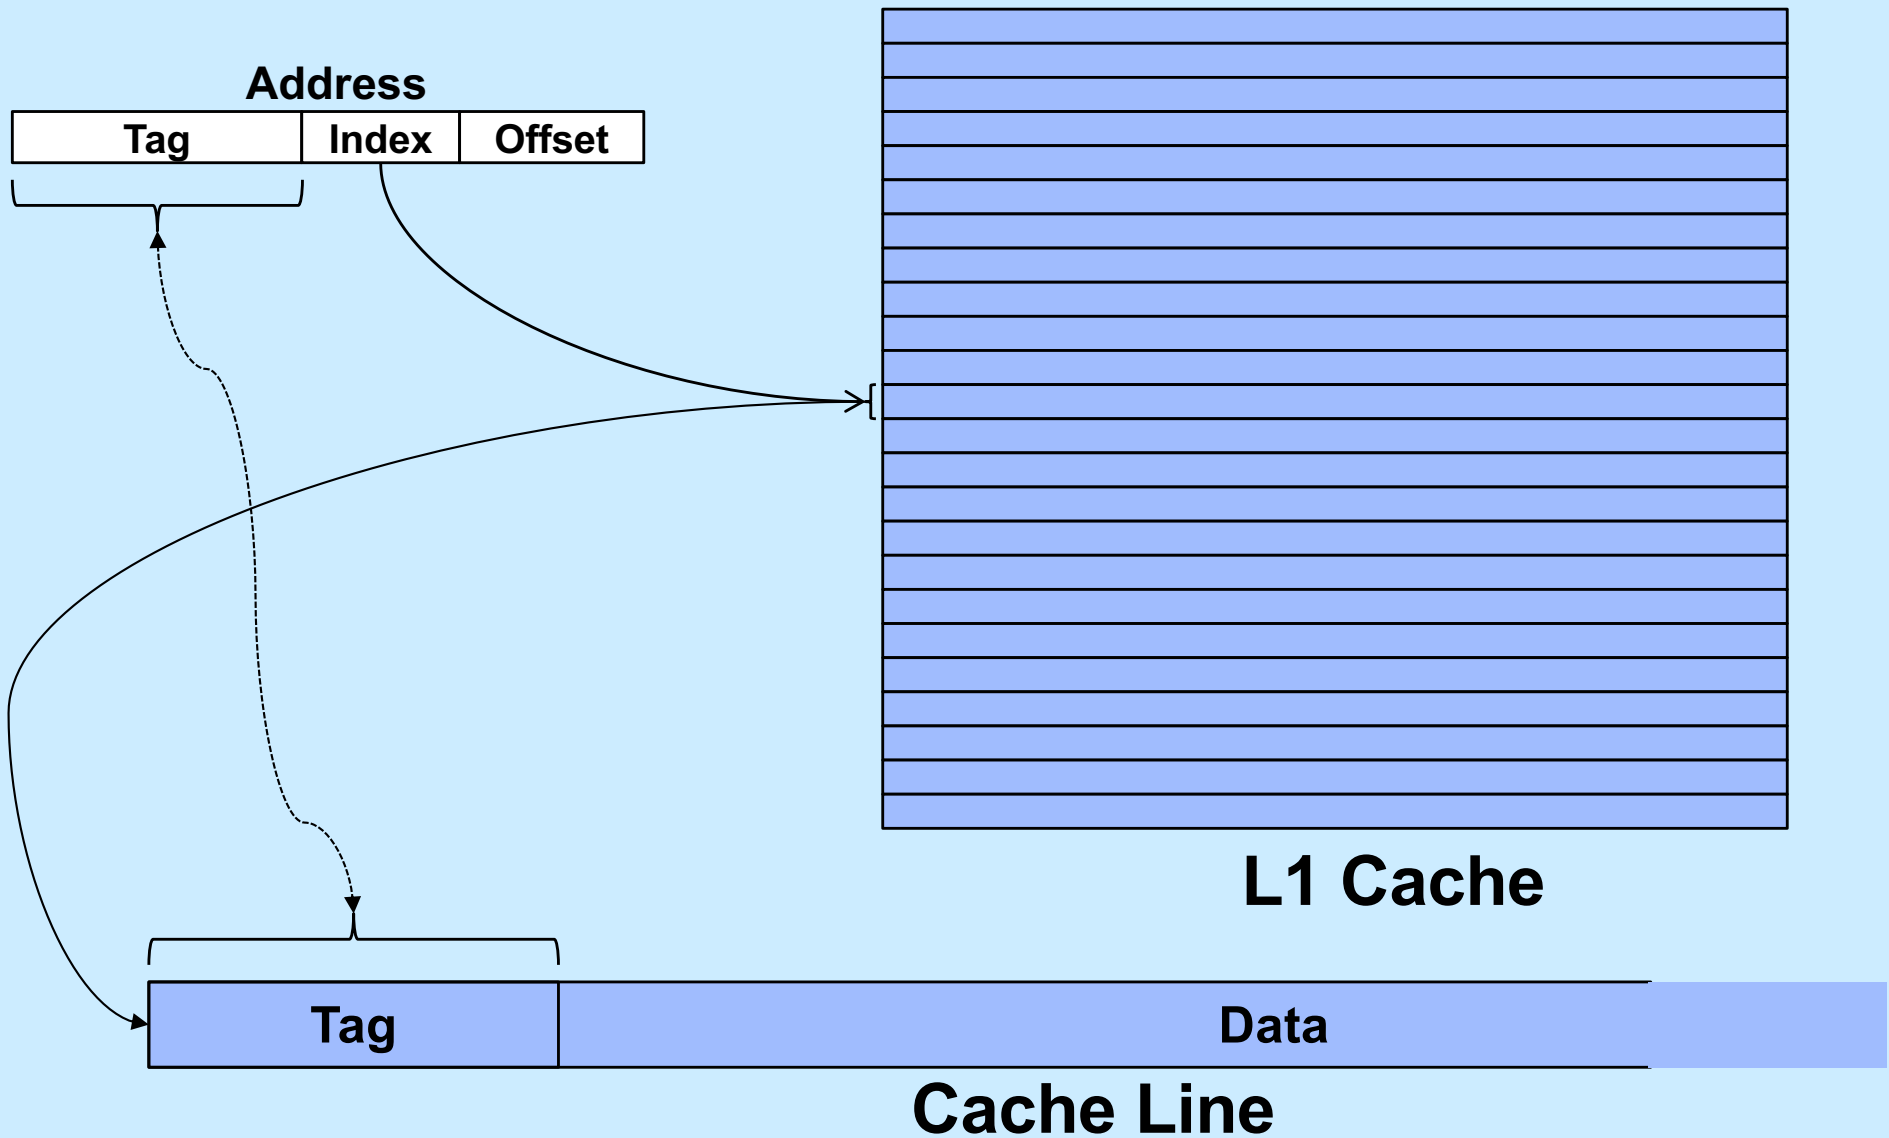 Address
Tag Index Offset
L1 Cache
Tag Data
Cache Line